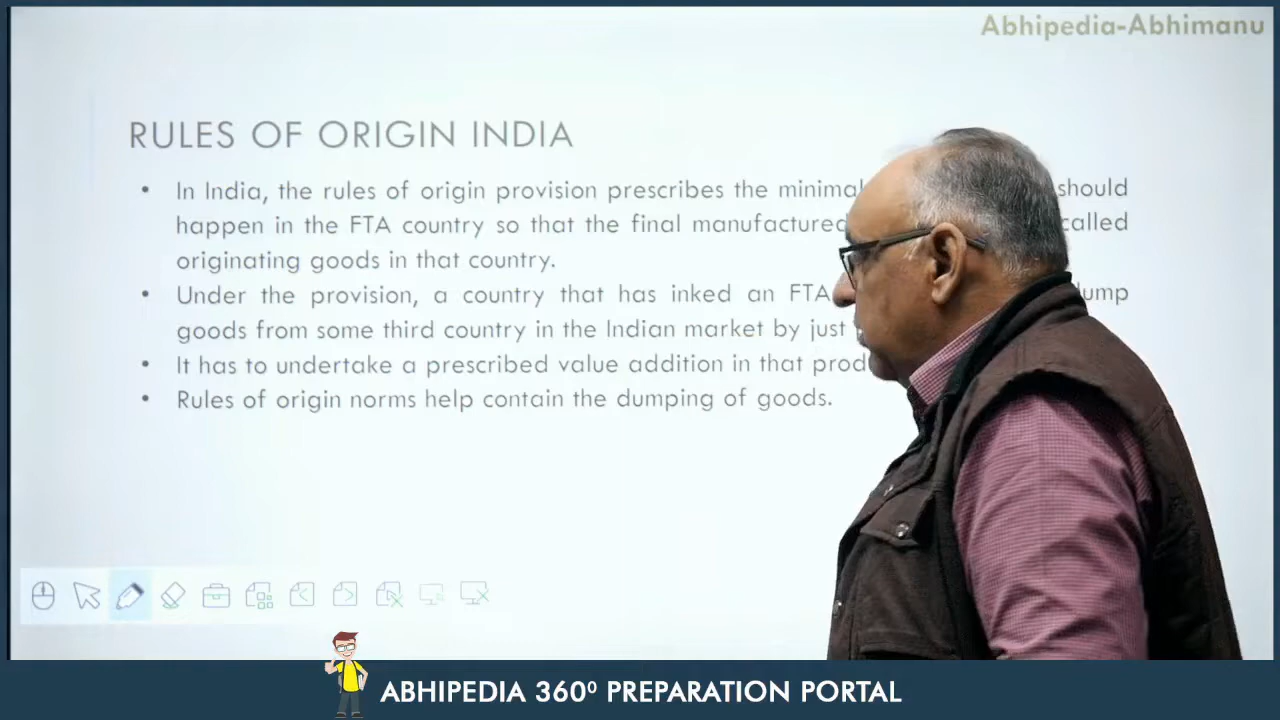 Abhipedia-Abhimanu
RULES OF ORIGIN INDIA
• In India, the rules of origin provision prescribes the minimal should
happen in the FTA country so that the final manufactured called
originating goods in that country.
• Under the provision, a country that has inked an FTA
goods from some third country in the Indian market by just
• It has to undertake a prescribed value addition in that
• Rules of origin norms help contain the dumping of goods.
ABHIPEDIA 360⁰ PREPARATION PORTAL